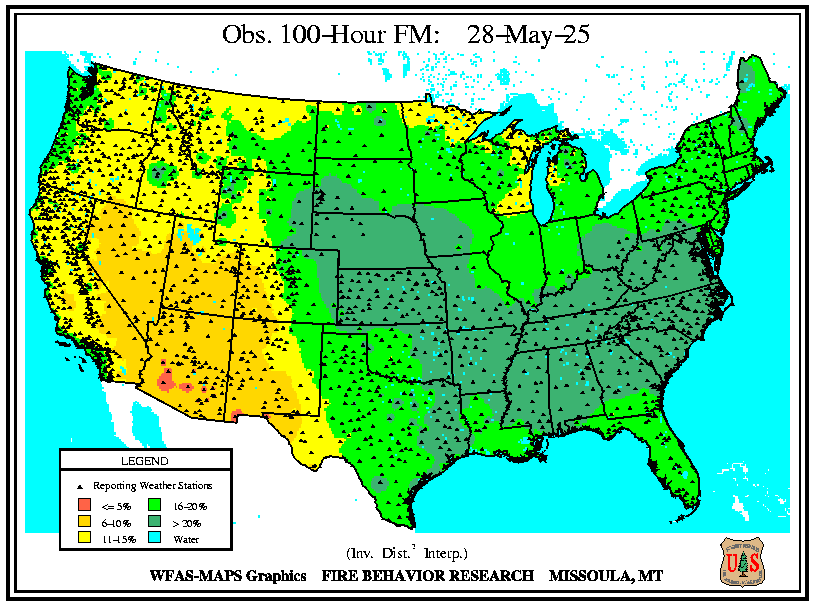 Obs. 100-Hour FM: 28-May-25
LEGEND
Reporting Weather Stations
<= 5% 16-20%
6-10% > 20%
11-15% Water
(Inv. Dist.² Interp.)
WFAS-MAPS Graphics FIRE BEHAVIOR RESEARCH MISSOULA, MT
U S